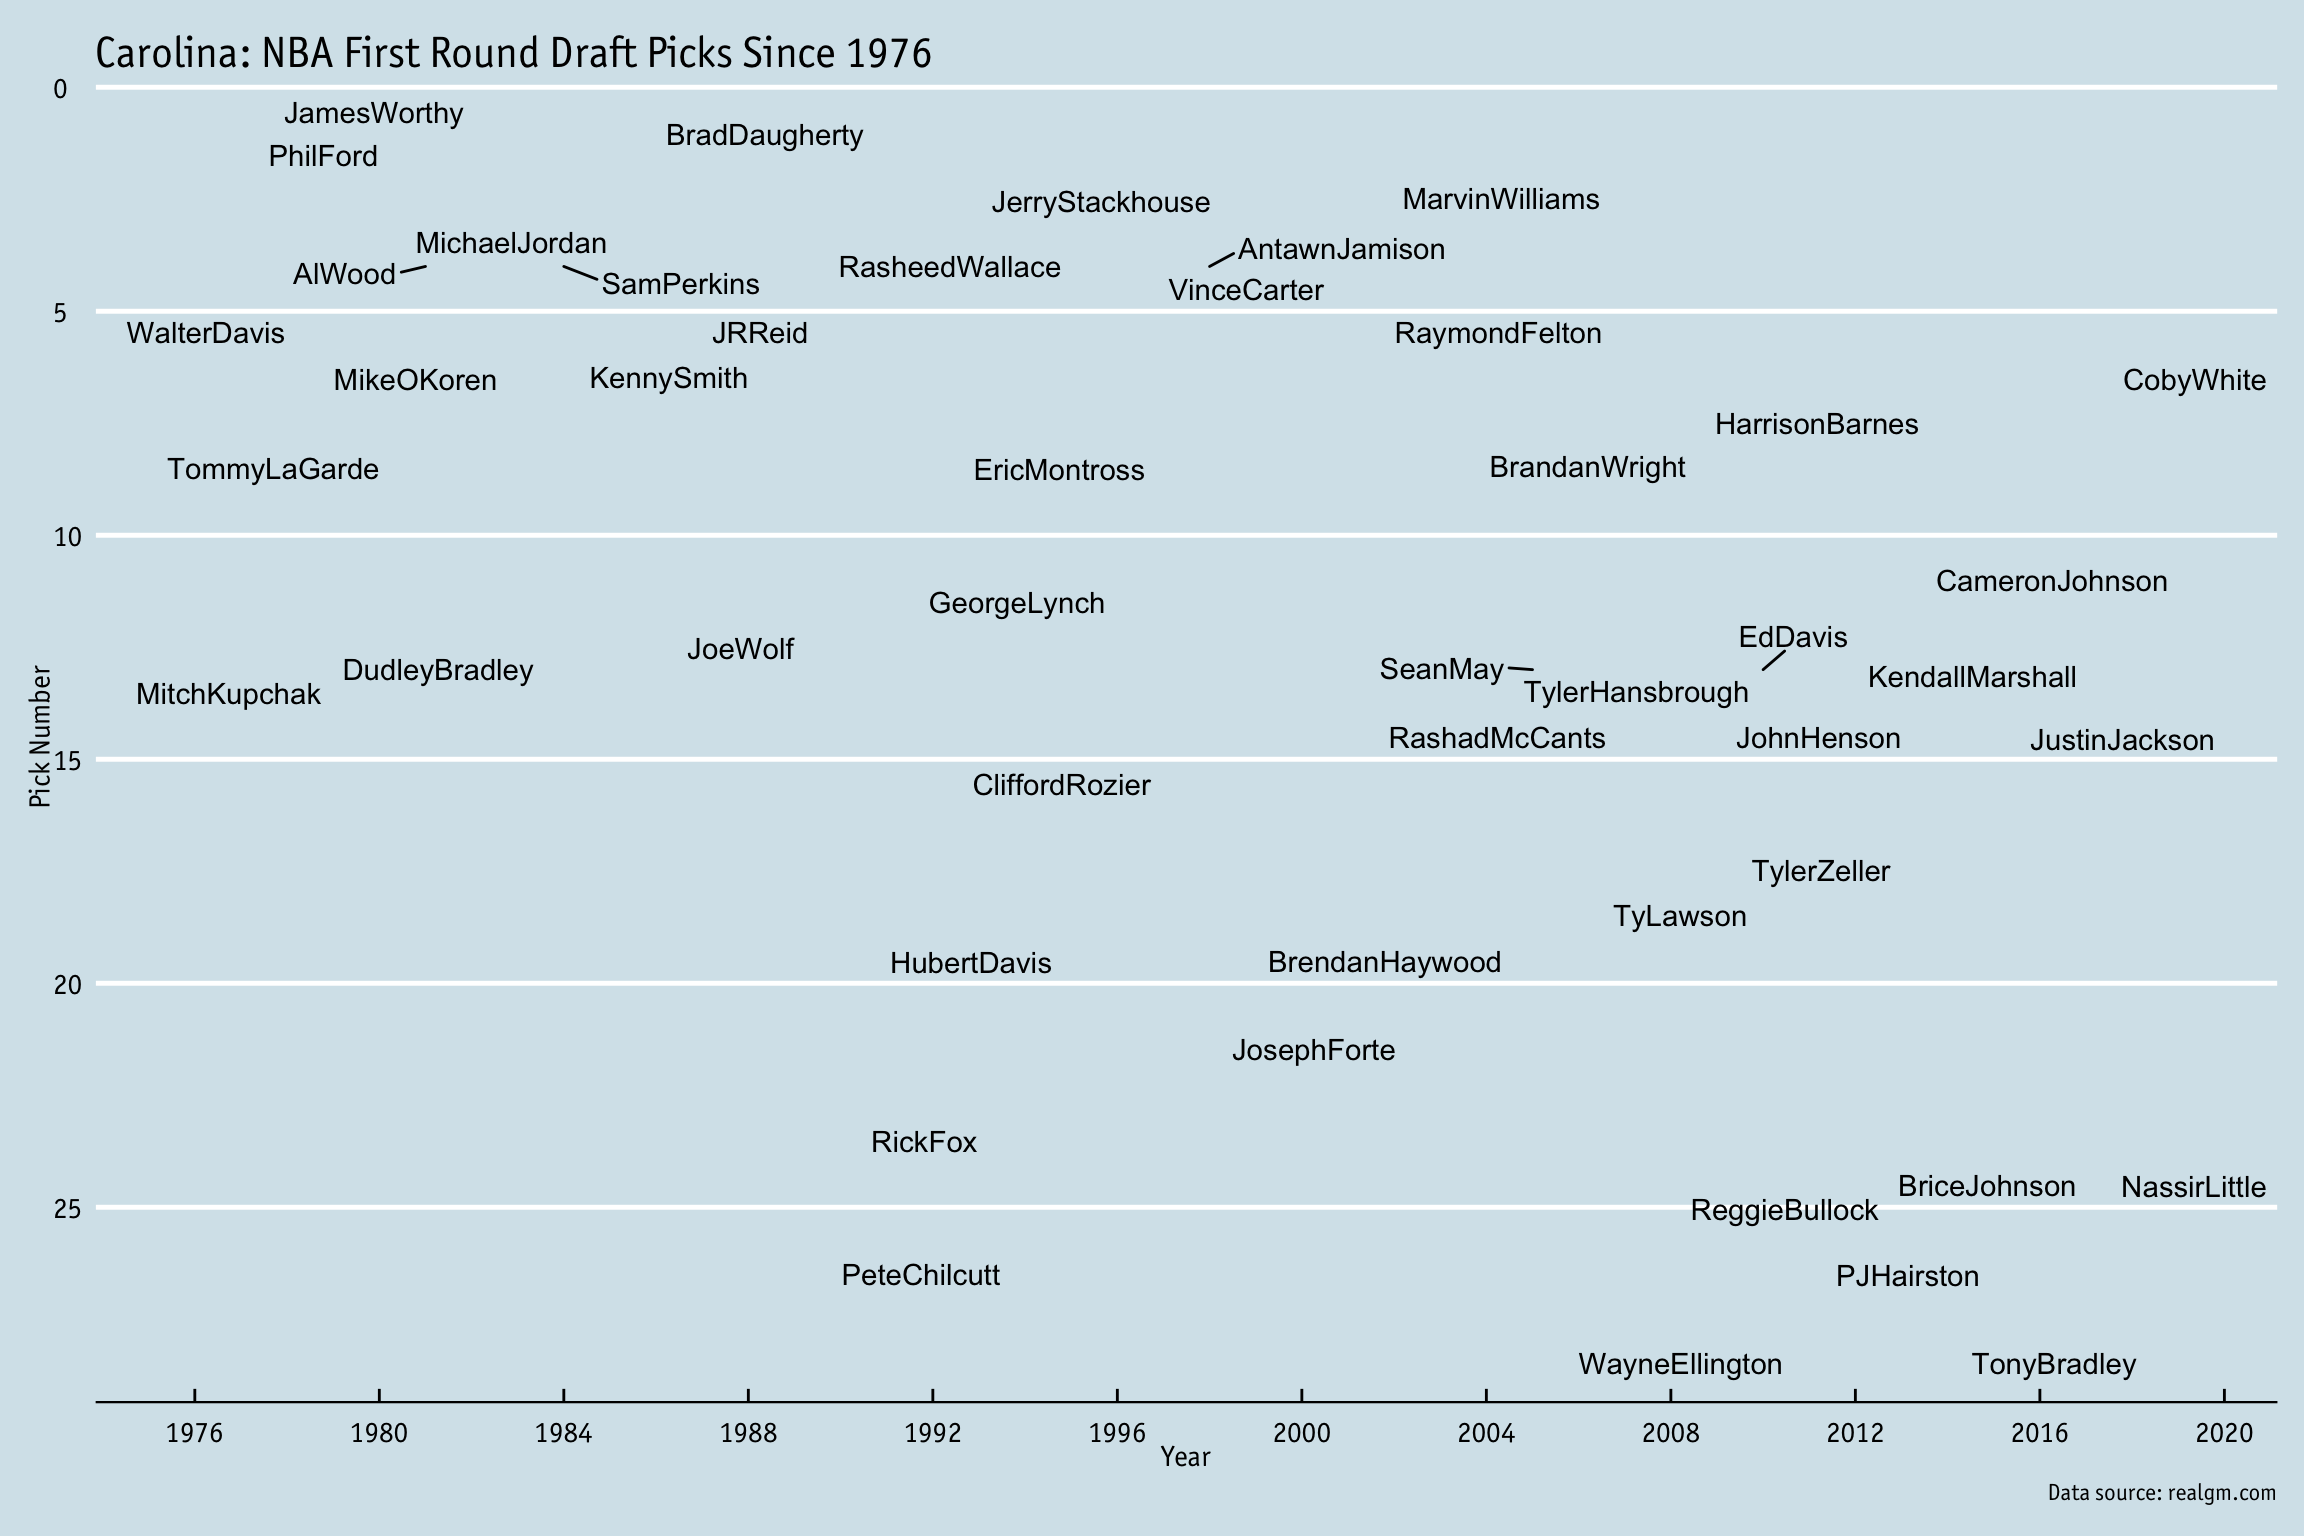 Carolina: NBA First Round Draft Picks Since 1976
0
JamesWorthy
BradDaugherty
PhilFord
JerryStackhouse
MarvinWilliams
MichaelJordan
AntawnJamison
AlWood
RasheedWallace
SamPerkins
VinceCarter
5
WalterDavis
JRReid
RaymondFelton
MikeOKoren
KennySmith
CobyWhite
HarrisonBarnes
TommyLaGarde
EricMontross
BrandanWright
10
CameronJohnson
GeorgeLynch
EdDavis
JoeWolf
DudleyBradley
SeanMay
KendallMarshall
MitchKupchak
TylerHansbrough
Pick Number
RashadMcCants
JohnHenson
JustinJackson
15
CliffordRozier
TylerZeller
TyLawson
HubertDavis
BrendanHaywood
20
JosephForte
RickFox
BriceJohnson
NassirLittle
25
ReggieBullock
PeteChilcutt
PJHairston
WayneEllington
TonyBradley
1976 1980 1984 1988 1992 1996 2000 2004 2008 2012 2016 2020
Year
Data source: realgm.com